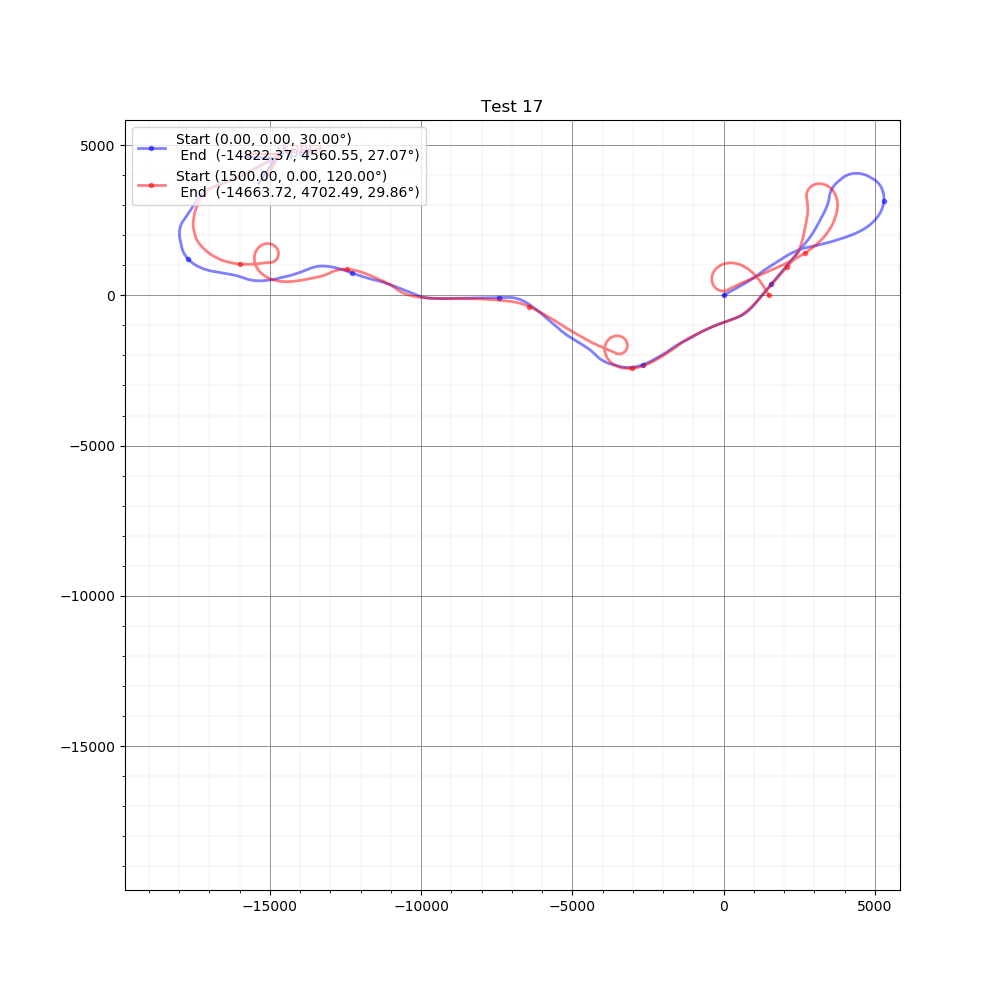 Test 17
Start (0.00, 0.00, 30.00°)
End (-14822.37, 4560.55, 27.07°)
Start (1500.00, 0.00, 120.00°)
End (-14663.72, 4702.49, 29.86°)
5000
0
−5000
−10000
−15000
−15000 −10000 −5000 0 5000